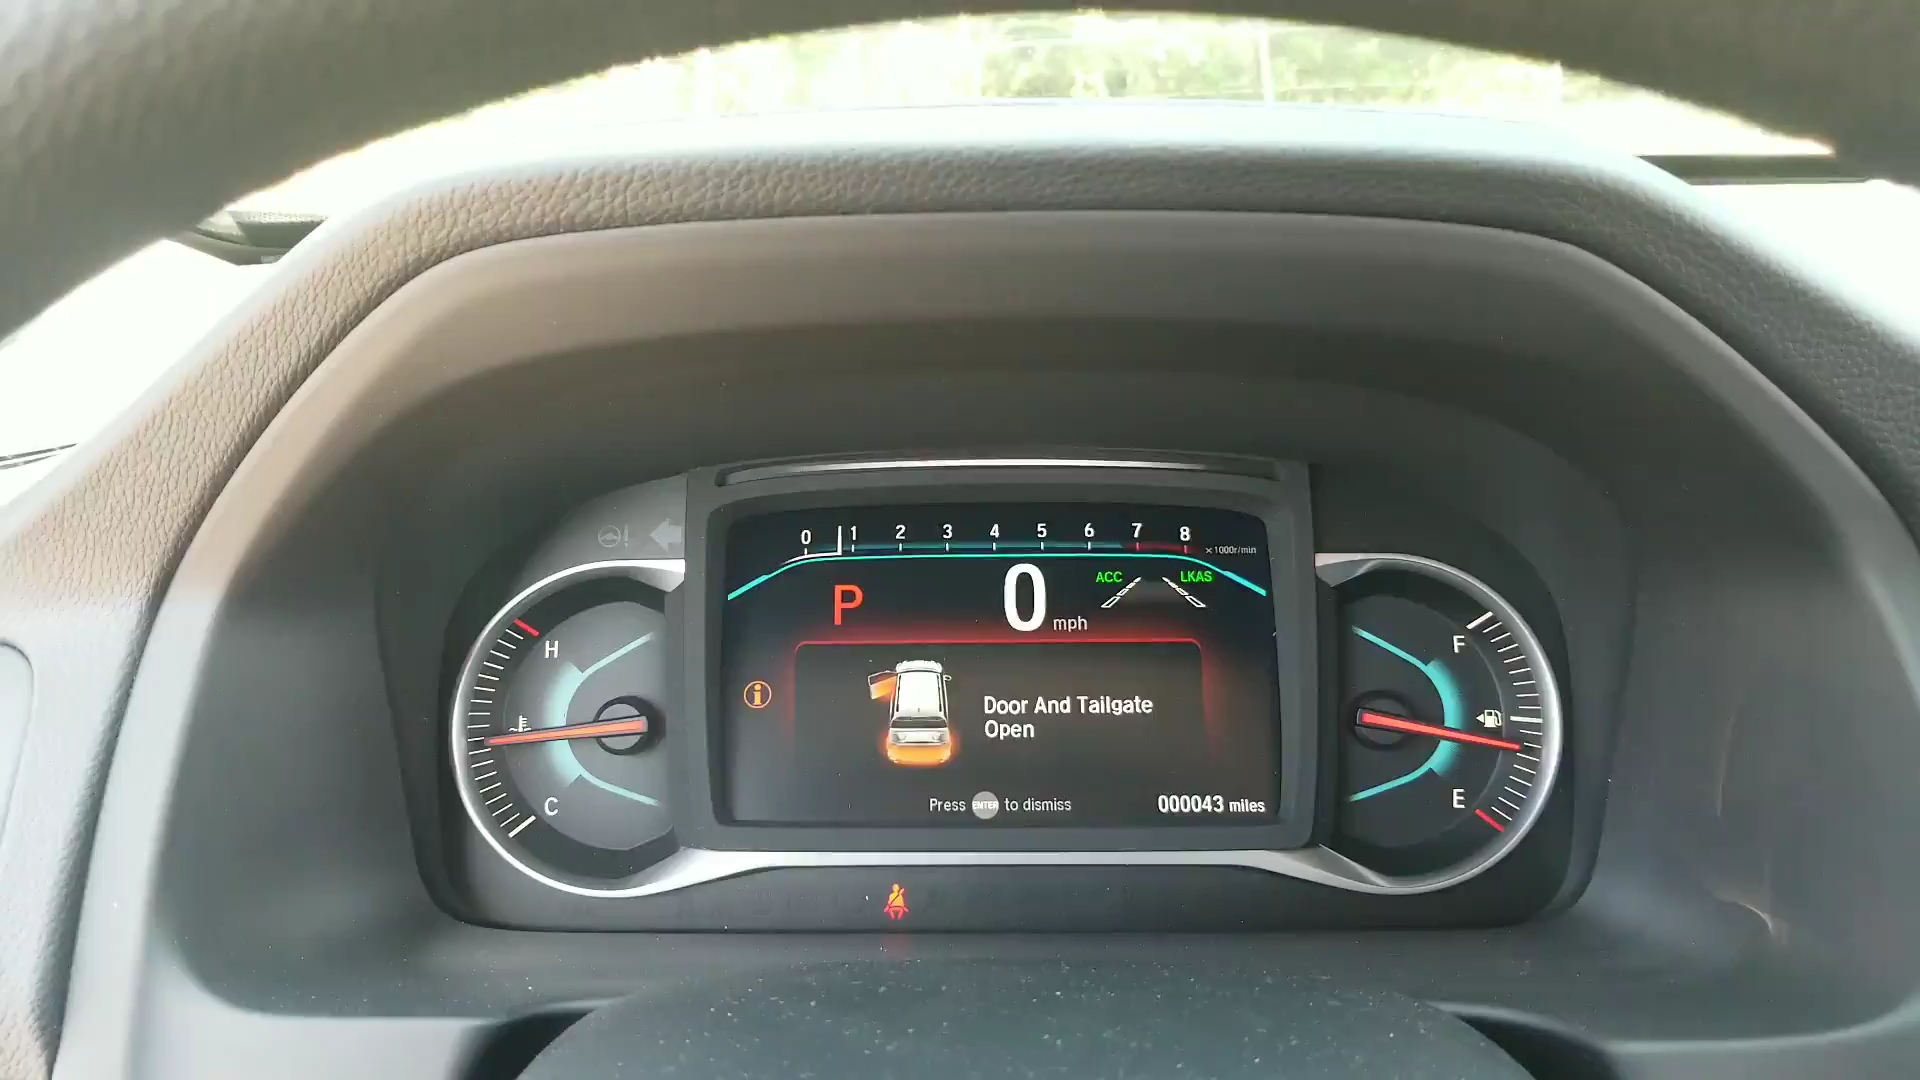 0 1 2 3 4 5 6 7 8
x1000r/min
P 0 mph
ACC LKAS
H
C
Door And Tailgate
Open
Press ENTER to dismiss
000043 miles
F
E